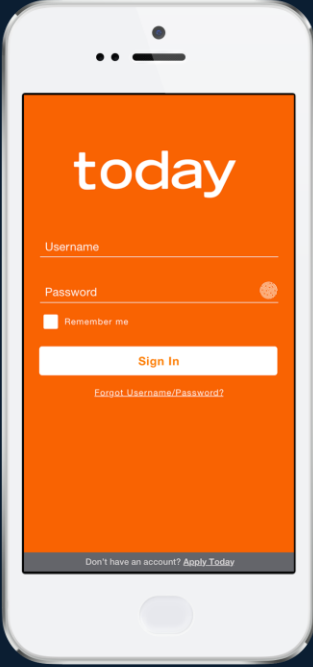 today
Username
Password
Remember me
Sign In
Forgot Username/Password?
Don't have an account? Apply Today